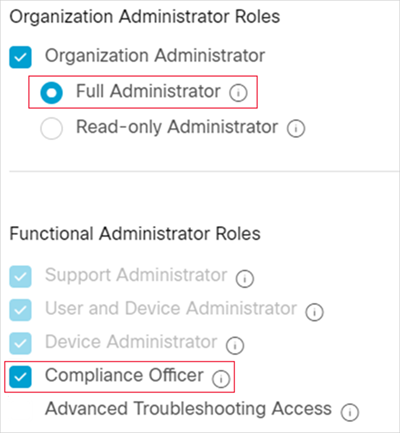 Organization Administrator Roles
Organization Administrator
Full Administrator
Read-only Administrator
Functional Administrator Roles
Support Administrator
User and Device Administrator
Device Administrator
Compliance Officer
Advanced Troubleshooting Access